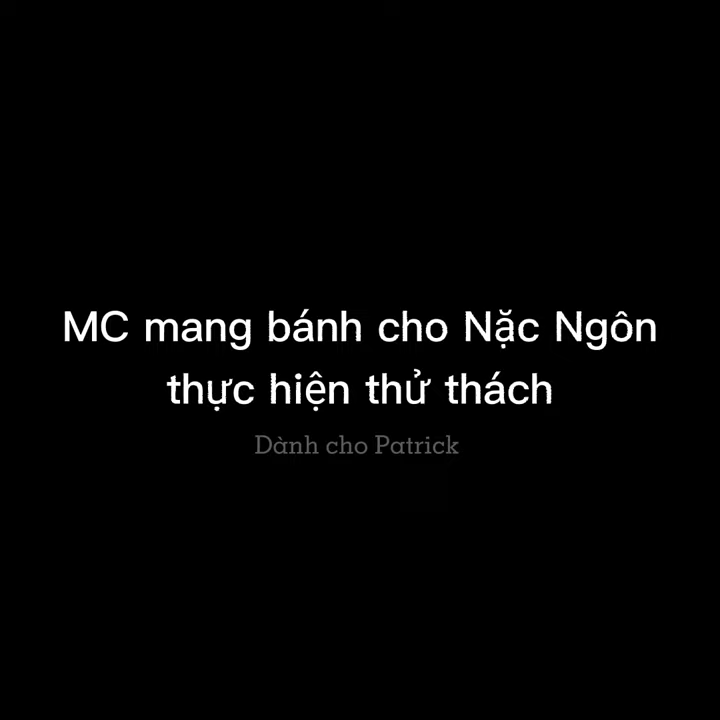 MC mang bánh cho Nặc Ngôn
thực hiện thử thách
Dành cho Patrick